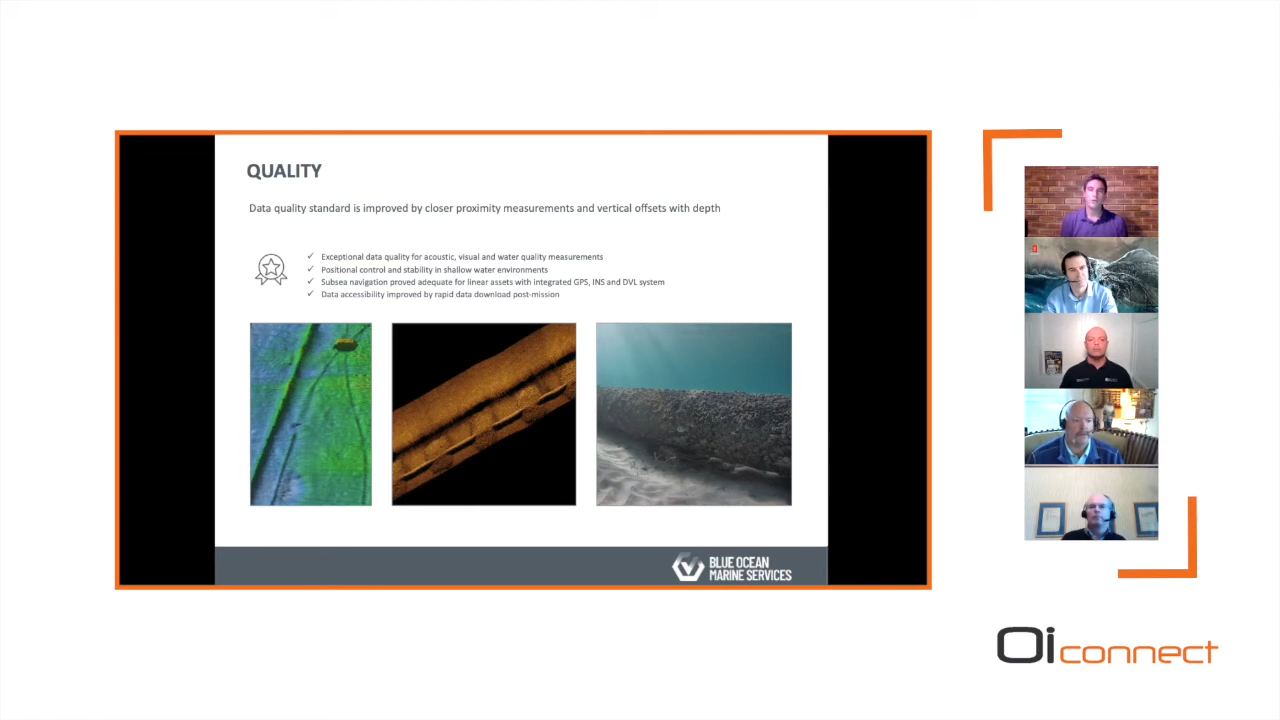 QUALITY
Data quality standard is improved by closer proximity measurements and vertical offsets with depth
✓ Exceptional data quality for acoustic, visual and water quality measurements
✓ Positional control and stability in shallow water environments
✓ Subsea navigation proved adequate for linear assets with integrated GPS, INS and DVL system
✓ Data accessibility improved by rapid data download post-mission
BLUE OCEAN
MARINE SERVICES
Oi connect